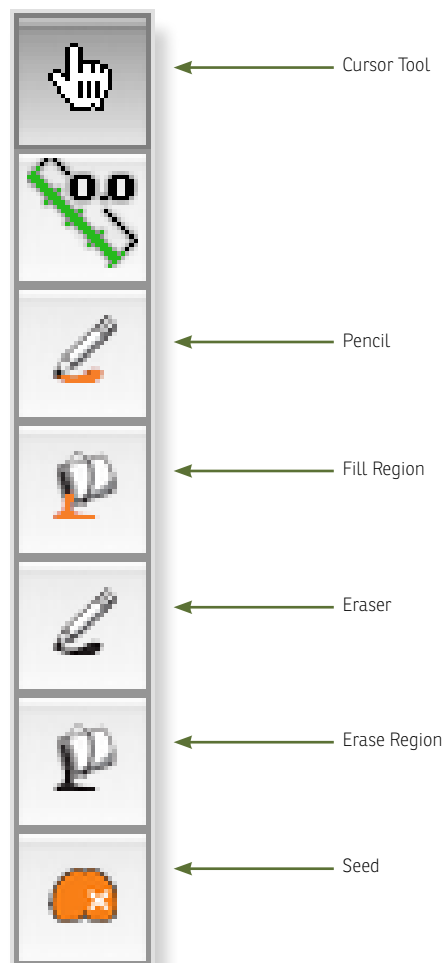 Cursor Tool
0.0
Pencil
Fill Region
Eraser
Erase Region
Seed